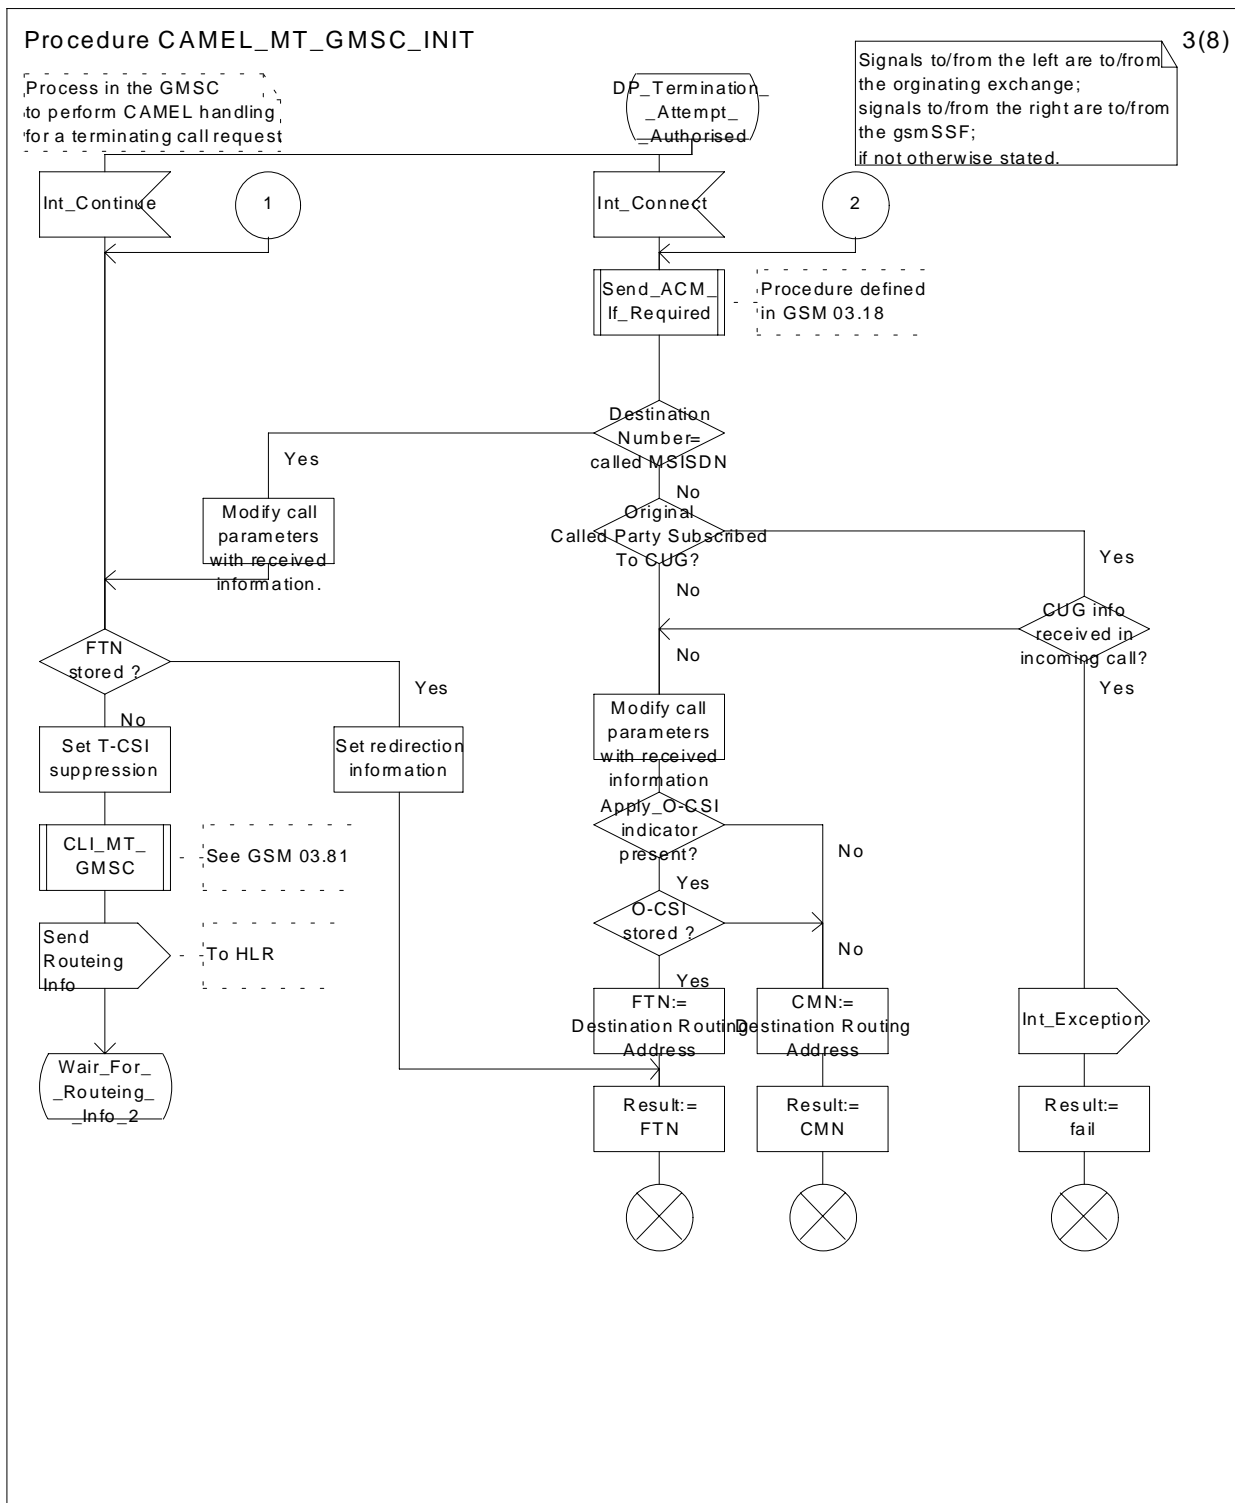 Procedure CAMEL_MT_GMSC_INIT
3(8)
Process in the GMSC
to perform CAMEL handling
for a terminating call request
DP_Termination_
_Attempt_
_Authorised
Signals to/from the left are to/from
the orginating exchange;
signals to/from the right are to/from
the gsmSSF;
if not otherwise stated.
Int_Continue
1
Int_Connect
2
Send_ACM_
If_Required
Procedure defined
in GSM 03.18
Destination
Number=
called MSISDN
Yes
No
Modify call
parameters
with received
information.
Original
Called Party Subscribed
To CUG?
Yes
No
CUG info
received in
incoming call?
No
Yes
FTN
stored ?
Yes
No
Set T-CSI
suppression
Set redirection
information
Modify call
parameters
with received
information
Apply_O-CSI
indicator
present?
No
Yes
CLI_MT_
GMSC
See GSM 03.81
O-CSI
stored ?
No
Yes
Send
Routeing
Info
To HLR
FTN:=
Destination Routing
Address
CMN:=
Destination Routing
Address
Int_Exception
Wair_For_
_Routeing_
_Info_2
Result:=
FTN
Result:=
CMN
Result:=
fail